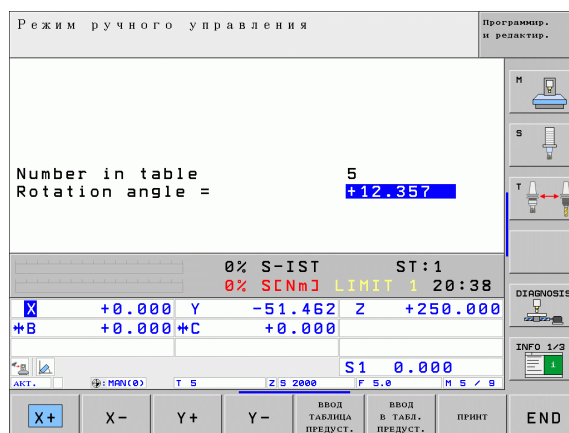 Режим ручного управления
Программир.
и редактир.
M
S
T
Number in table 5
Rotation angle = +12.357
0% S-IST ST:1
0% S[Nm] LIMIT 1 20:38
X +0.000 Y -51.462 Z +250.000
B +0.000 C +0.000
S1 0.000
АКТ. : MAN(0) T 5 Z S 2000 F 5.0 M 5 / 9
DIAGNOSIS
INFO 1/3
1
X+ X- Y+ Y- ВВОД ТАБЛИЦА ПРЕДУСТ. ВВОД В ТАБЛ. ПРЕДУСТ. ПРИНТ END